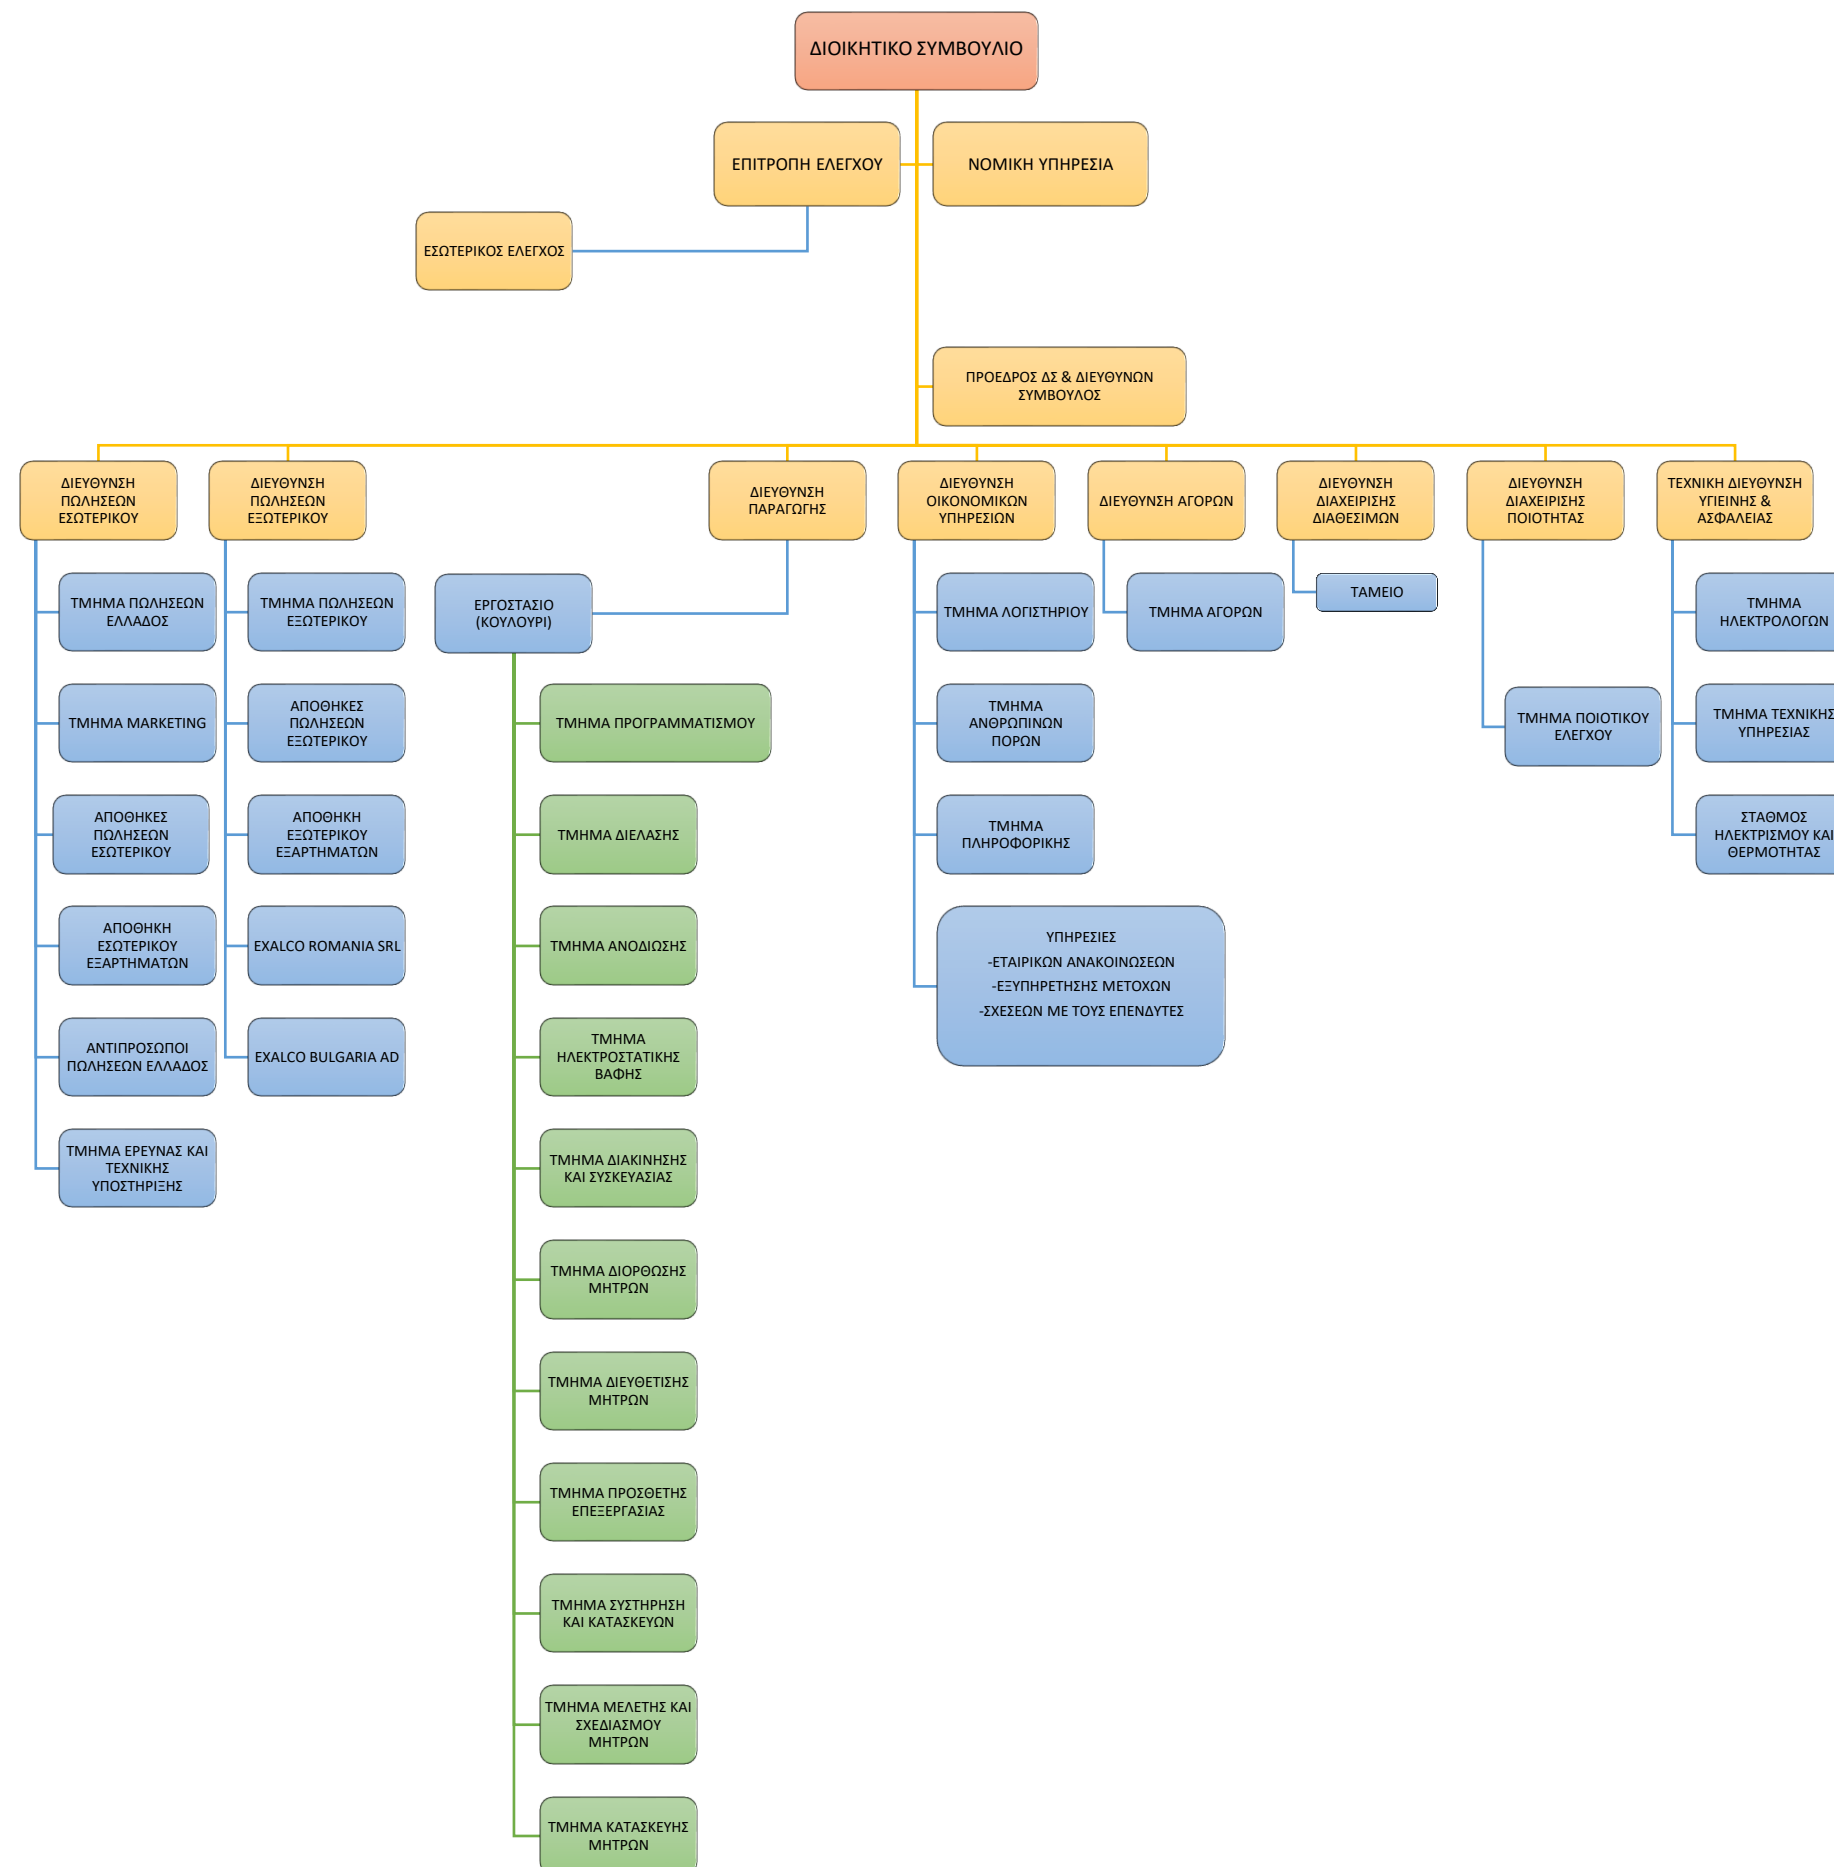 ΔΙΟΙΚΗΤΙΚΟ ΣΥΜΒΟΥΛΙΟ
ΕΠΙΤΡΟΠΗ ΕΛΕΓΧΟΥ
ΝΟΜΙΚΗ ΥΠΗΡΕΣΙΑ
ΕΣΩΤΕΡΙΚΟΣ ΕΛΕΓΧΟΣ
ΠΡΟΕΔΡΟΣ ΔΣ & ΔΙΕΥΘΥΝΩΝ
ΣΥΜΒΟΥΛΟΣ
ΔΙΕΥΘΥΝΣΗ
ΠΩΛΗΣΕΩΝ
ΕΣΩΤΕΡΙΚΟΥ
ΤΜΗΜΑ ΠΩΛΗΣΕΩΝ
ΕΛΛΑΔΟΣ
ΤΜΗΜΑ MARKETING
ΑΠΟΘΗΚΕΣ
ΠΩΛΗΣΕΩΝ
ΕΣΩΤΕΡΙΚΟΥ
ΑΠΟΘΗΚΗ
ΕΣΩΤΕΡΙΚΟΥ
ΕΞΑΡΤΗΜΑΤΩΝ
ΑΝΤΙΠΡΟΣΩΠΟΙ
ΠΩΛΗΣΕΩΝ ΕΛΛΑΔΟΣ
ΤΜΗΜΑ ΕΡΕΥΝΑΣ ΚΑΙ
ΤΕΧΝΙΚΗΣ
ΥΠΟΣΤΗΡΙΞΗΣ
ΔΙΕΥΘΥΝΣΗ
ΠΩΛΗΣΕΩΝ
ΕΞΩΤΕΡΙΚΟΥ
ΤΜΗΜΑ ΠΩΛΗΣΕΩΝ
ΕΞΩΤΕΡΙΚΟΥ
ΑΠΟΘΗΚΕΣ
ΠΩΛΗΣΕΩΝ
ΕΞΩΤΕΡΙΚΟΥ
ΑΠΟΘΗΚΗ
ΕΞΩΤΕΡΙΚΟΥ
ΕΞΑΡΤΗΜΑΤΩΝ
EXALCO ROMANIA SRL
EXALCO BULGARIA AD
ΔΙΕΥΘΥΝΣΗ
ΠΑΡΑΓΩΓΗΣ
ΕΡΓΟΣΤΑΣΙΟ
(ΚΟΥΛΟΥΡΙ)
ΤΜΗΜΑ ΠΡΟΓΡΑΜΜΑΤΙΣΜΟΥ
ΤΜΗΜΑ ΔΙΕΛΑΣΗΣ
ΤΜΗΜΑ ΑΝΟΔΙΩΣΗΣ
ΤΜΗΜΑ
ΗΛΕΚΤΡΟΣΤΑΤΙΚΗΣ
ΒΑΦΗΣ
ΤΜΗΜΑ ΔΙΑΚΙΝΗΣΗΣ
ΚΑΙ ΣΥΣΚΕΥΑΣΙΑΣ
ΤΜΗΜΑ ΔΙΟΡΘΩΣΗΣ
ΜΗΤΡΩΝ
ΤΜΗΜΑ ΔΙΕΥΘΕΤΙΣΗΣ
ΜΗΤΡΩΝ
ΤΜΗΜΑ ΠΡΟΣΘΕΤΗΣ
ΕΠΕΞΕΡΓΑΣΙΑΣ
ΤΜΗΜΑ ΣΥΣΤΗΡΗΣΗ
ΚΑΙ ΚΑΤΑΣΚΕΥΩΝ
ΤΜΗΜΑ ΜΕΛΕΤΗΣ ΚΑΙ
ΣΧΕΔΙΑΣΜΟΥ
ΜΗΤΡΩΝ
ΤΜΗΜΑ ΚΑΤΑΣΚΕΥΗΣ
ΜΗΤΡΩΝ
ΔΙΕΥΘΥΝΣΗ
ΟΙΚΟΝΟΜΙΚΩΝ
ΥΠΗΡΕΣΙΩΝ
ΤΜΗΜΑ ΛΟΓΙΣΤΗΡΙΟΥ
ΤΜΗΜΑ
ΑΝΘΡΩΠΙΝΩΝ
ΠΟΡΩΝ
ΤΜΗΜΑ
ΠΛΗΡΟΦΟΡΙΚΗΣ
ΥΠΗΡΕΣΙΕΣ
-ΕΤΑΙΡΙΚΩΝ ΑΝΑΚΟΙΝΩΣΕΩΝ
-ΕΞΥΠΗΡΕΤΗΣΗΣ ΜΕΤΟΧΩΝ
-ΣΧΕΣΕΩΝ ΜΕ ΤΟΥΣ ΕΠΕΝΔΥΤΕΣ
ΔΙΕΥΘΥΝΣΗ ΑΓΟΡΩΝ
ΤΜΗΜΑ ΑΓΟΡΩΝ
ΔΙΕΥΘΥΝΣΗ
ΔΙΑΧΕΙΡΙΣΗΣ
ΔΙΑΘΕΣΙΜΩΝ
ΤΑΜΕΙΟ
ΔΙΕΥΘΥΝΣΗ
ΔΙΑΧΕΙΡΙΣΗΣ
ΠΟΙΟΤΗΤΑΣ
ΤΜΗΜΑ ΠΟΙΟΤΙΚΟΥ
ΕΛΕΓΧΟΥ
ΤΕΧΝΙΚΗ ΔΙΕΥΘΥΝΣΗ
ΥΓΙΕΙΝΗΣ &
ΑΣΦΑΛΕΙΑΣ
ΤΜΗΜΑ
ΗΛΕΚΤΡΟΛΟΓΩΝ
ΤΜΗΜΑ ΤΕΧΝΙΚΗΣ
ΥΠΗΡΕΣΙΑΣ
ΣΤΑΘΜΟΣ
ΗΛΕΚΤΡΙΣΜΟΥ ΚΑΙ
ΘΕΡΜΟΤΗΤΑΣ